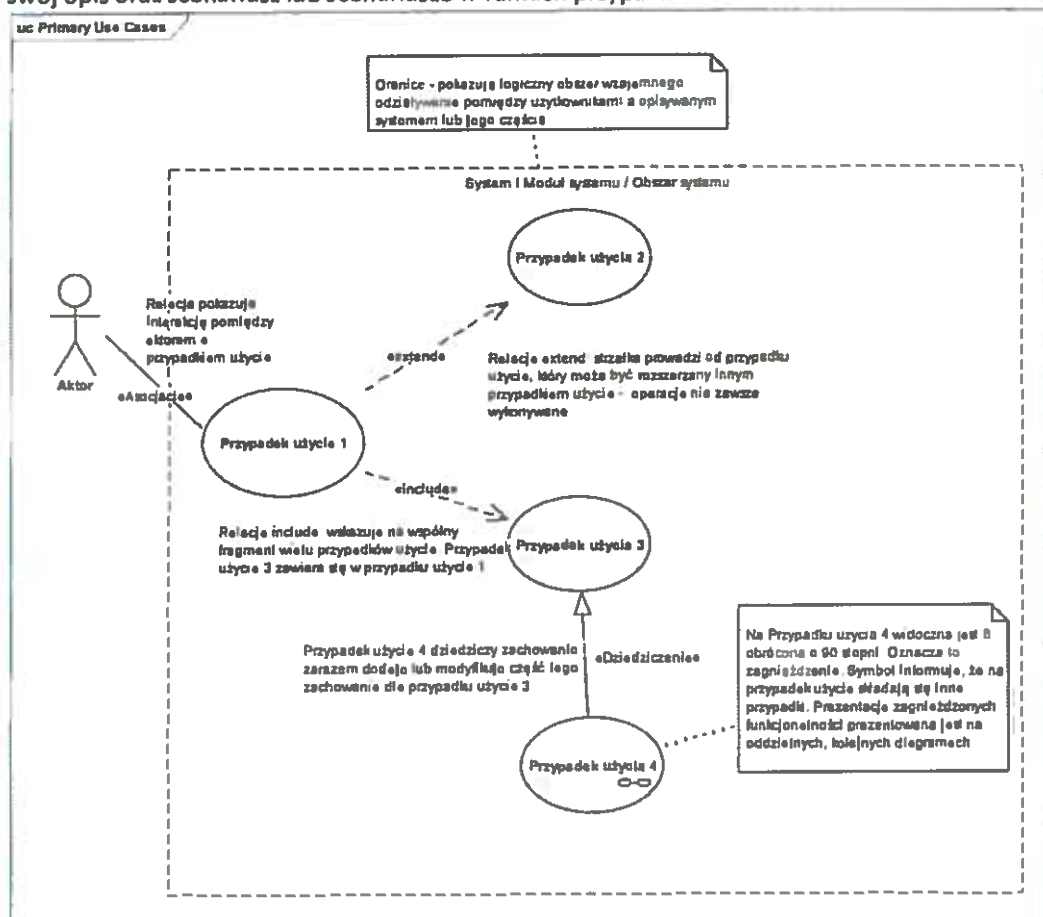 uc Primary Use Cases
Granice - pokazują logiczny obszar wzajemnego
odziaływania pomiędzy użytkownikami a opisywanym
systemem lub jego częścią
System / Moduł systemu / Obszar systemu
Przypadek użycia 2
Relacja pokazuje
interakcję pomiędzy
aktorem a
przypadkiem użycia
Aktor
«Asocjacja»
«extend»
Relacja extend strzałka prowadzi od przypadku
użycia, który może być rozszerzany innym
przypadkiem użycia - operacje nie zawsze
wykonywane
Przypadek użycia 1
«include»
Relacja include wskazuje na wspólny
fragment wielu przypadków użycia Przypadek
użycia 3 zawiera się w przypadku użycia 1
Przypadek użycia 3
Przypadek użycia 4 dziedziczy zachowania
zarazem dodaje lub modyfikuje część jego
zachowania dla przypadku użycia 3
«Dziedziczenie»
Na Przypadku użycia 4 widoczna jest 8
obrócona o 90 stopni. Oznacza to
zagnieżdżenie. Symbol informuje, że na
przypadek użycia składają się inne
przypadki. Prezentacja zagnieżdżonych
funkcjonalności prezentowana jest na
oddzielnych, kolejnych diagramach
Przypadek użycia 4